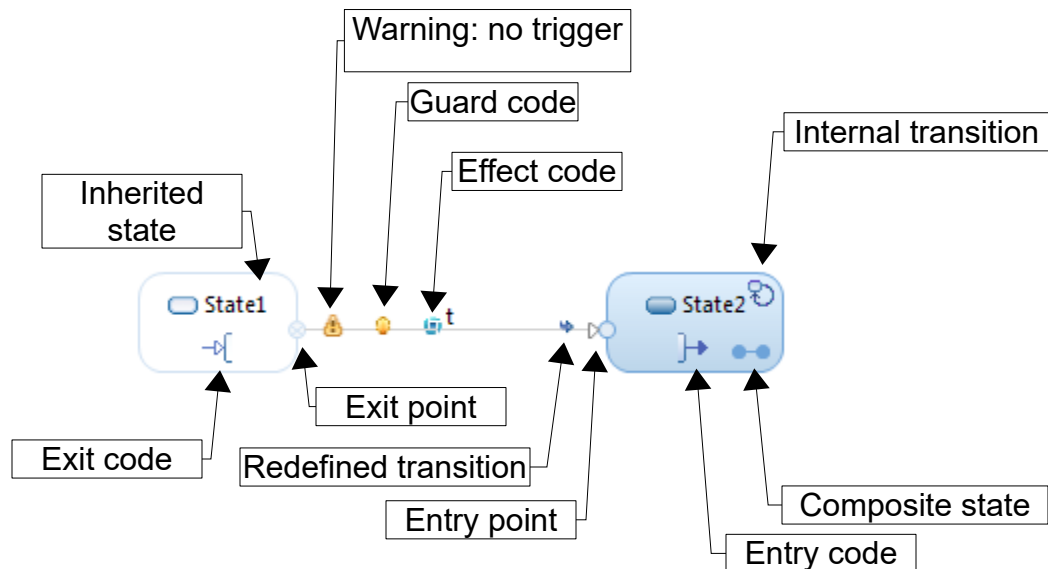 Warning: no trigger
Guard code
Internal transition
Effect code
Inherited
state
State1
t
State2
Exit point
Exit code
Redefined transition
Entry point
Composite state
Entry code